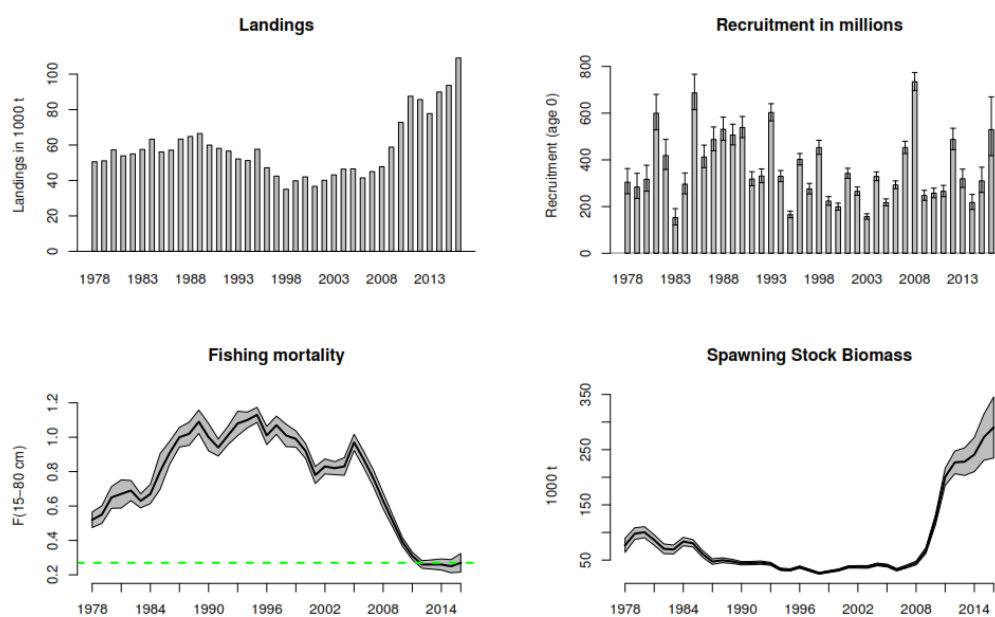 Landings
Landings in 1000 t
0 20 40 60 80 100
1978 1983 1988 1993 1998 2003 2008 2013
Recruitment in millions
Recruitment (age 0)
0 200 400 600 800
1978 1983 1988 1993 1998 2003 2008 2013
Fishing mortality
F(15–80 cm)
0.2 0.4 0.6 0.8 1.0 1.2
1978 1984 1990 1996 2002 2008 2014
Spawning Stock Biomass
1000 t
50 150 250 350
1978 1984 1990 1996 2002 2008 2014